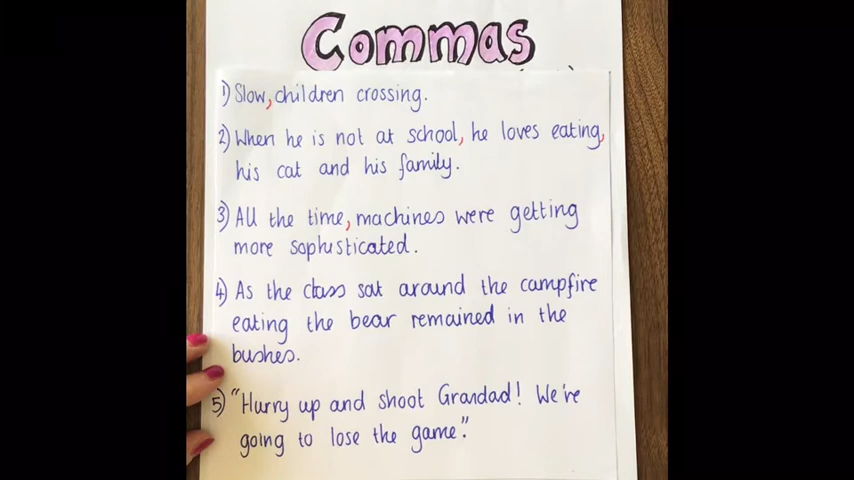 Commas
1) Slow, children crossing.
2) When he is not at school, he loves eating,
his cat and his family.
3) All the time, machines were getting
more sophisticated.
4) As the class sat around the campfire
eating the bear remained in the
bushes.
5) "Hurry up and shoot Grandad! We're
going to lose the game."